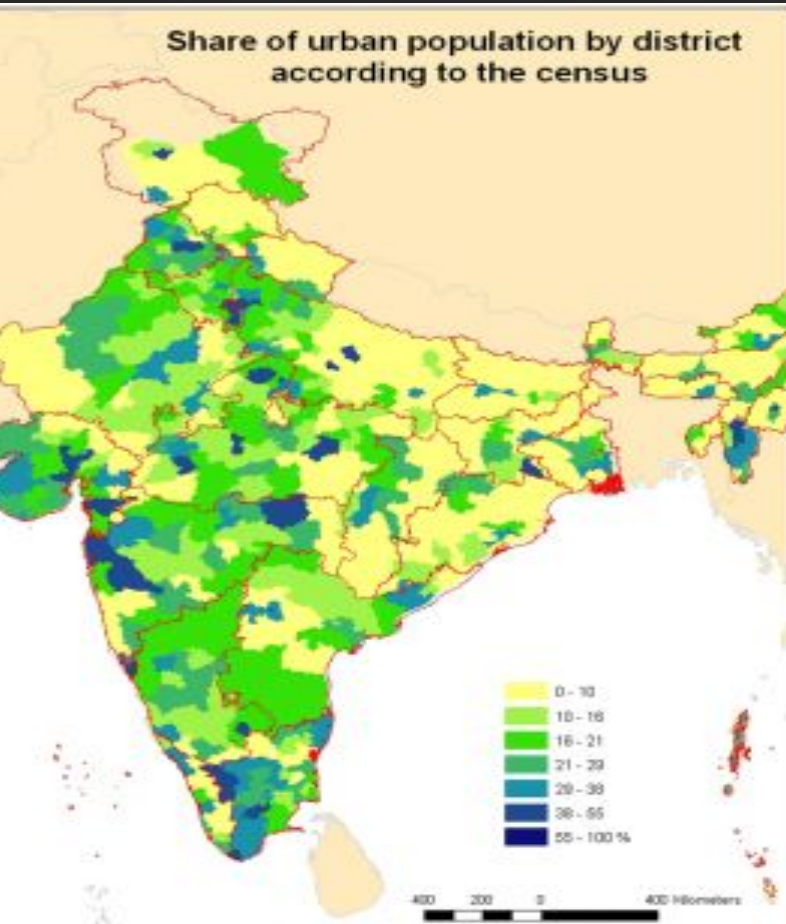 Share of urban population by district
according to the census
0 - 10
10 - 16
16 - 21
21 - 29
29 - 38
38 - 55
55 - 100 %
400 200 0 400 Kilometers